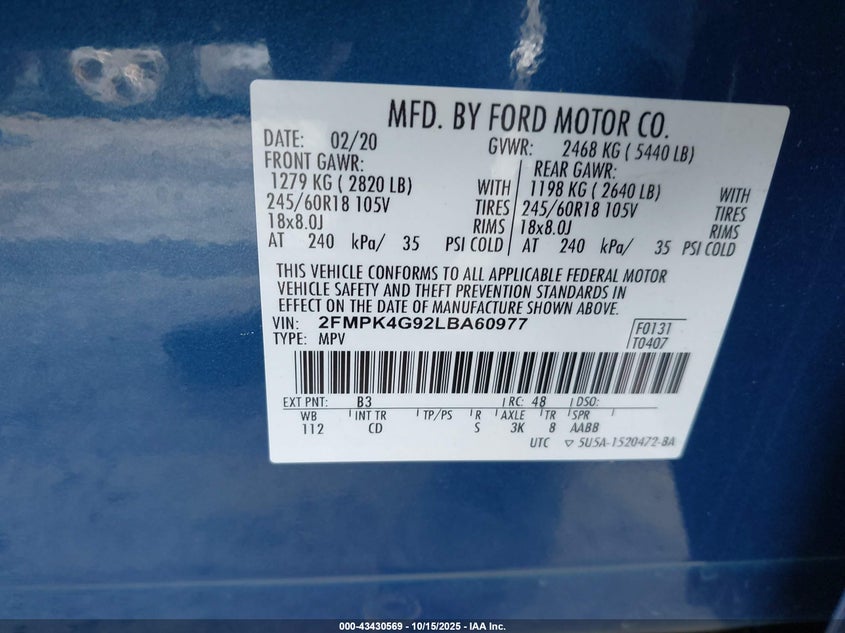 MFD. BY FORD MOTOR CO.
DATE: 02/20 GVWR: 2468 KG ( 5440 LB)
FRONT GAWR: REAR GAWR:
1279 KG ( 2820 LB) WITH 1198 KG ( 2640 LB) WITH
245/60R18 105V TIRES 245/60R18 105V TIRES
18x8.0J RIMS 18x8.0J RIMS
AT 240 kPa/ 35 PSI COLD AT 240 kPa/ 35 PSI COLD
THIS VEHICLE CONFORMS TO ALL APPLICABLE FEDERAL MOTOR
VEHICLE SAFETY AND THEFT PREVENTION STANDARDS IN
EFFECT ON THE DATE OF MANUFACTURE SHOWN ABOVE.
VIN: 2FMPK4G92LBA60977 F0131
TYPE: MPV T0407
EXT PNT: B3 RC: 48 DSO:
WB INT TR TP/PS R AXLE TR SPR
112 CD S 3K 8 AABB
UTC ▽ 5U5A-1520472-BA
000-43430569 - 10/15/2025 - IAA Inc.